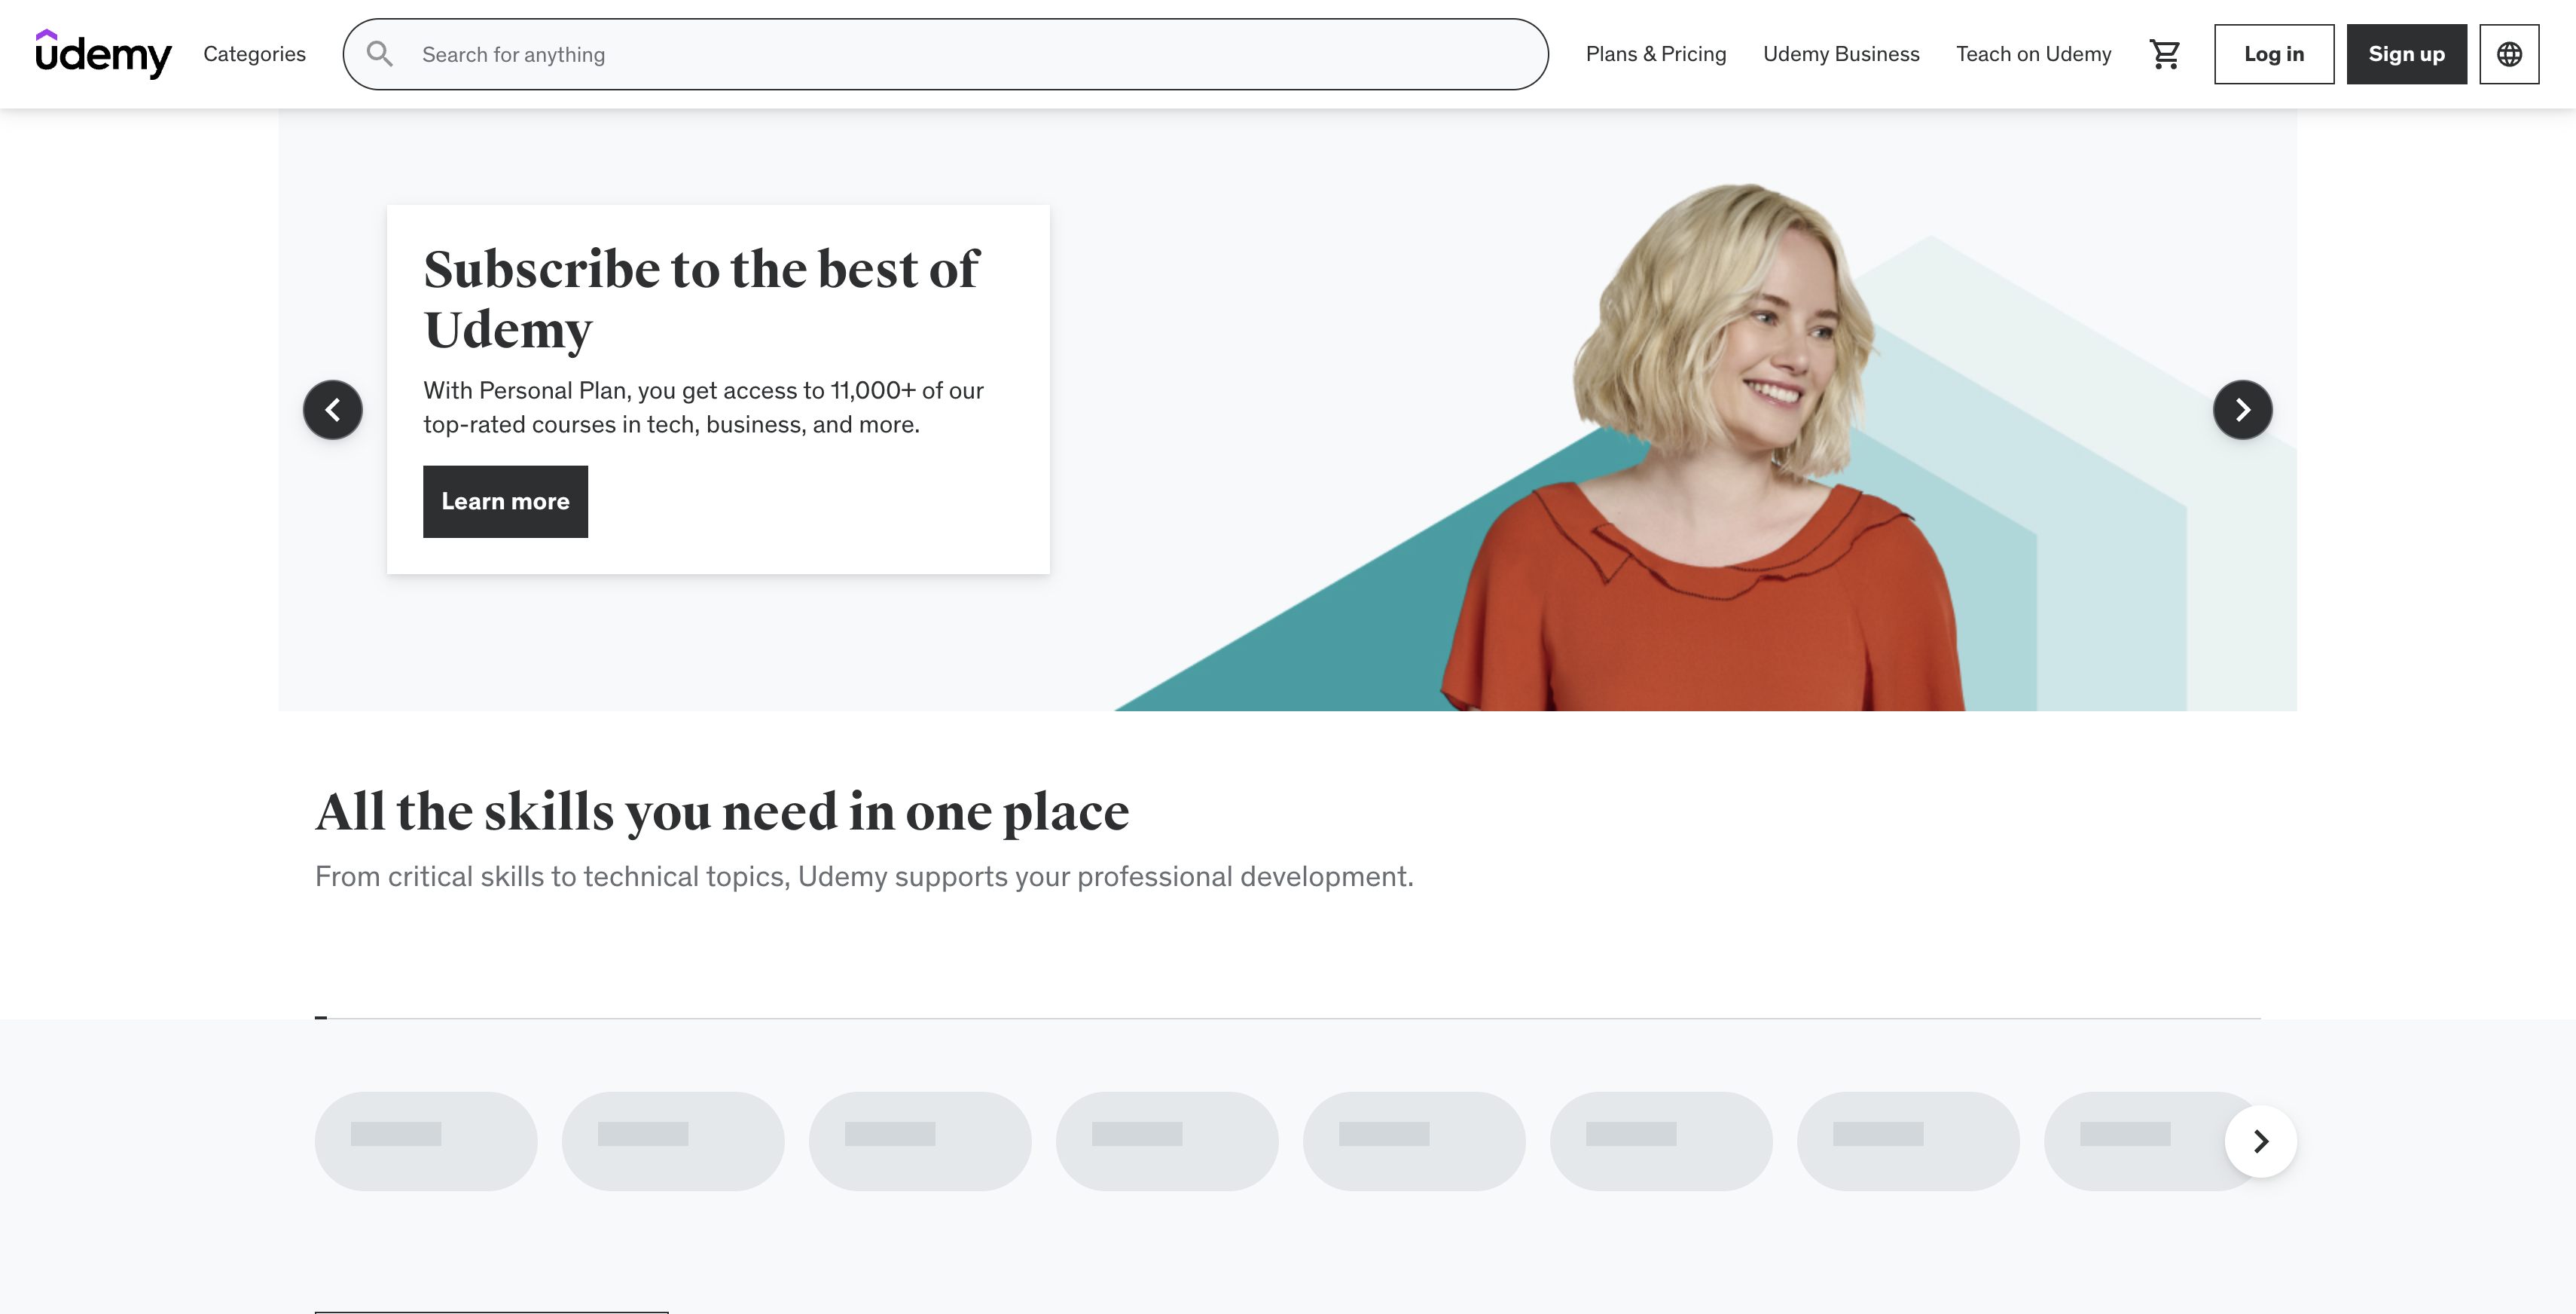 udemy
Categories
Search for anything
Plans & Pricing
Udemy Business
Teach on Udemy
Log in
Sign up
Subscribe to the best of
Udemy
With Personal Plan, you get access to 11,000+ of our
top-rated courses in tech, business, and more.
Learn more
All the skills you need in one place
From critical skills to technical topics, Udemy supports your professional development.